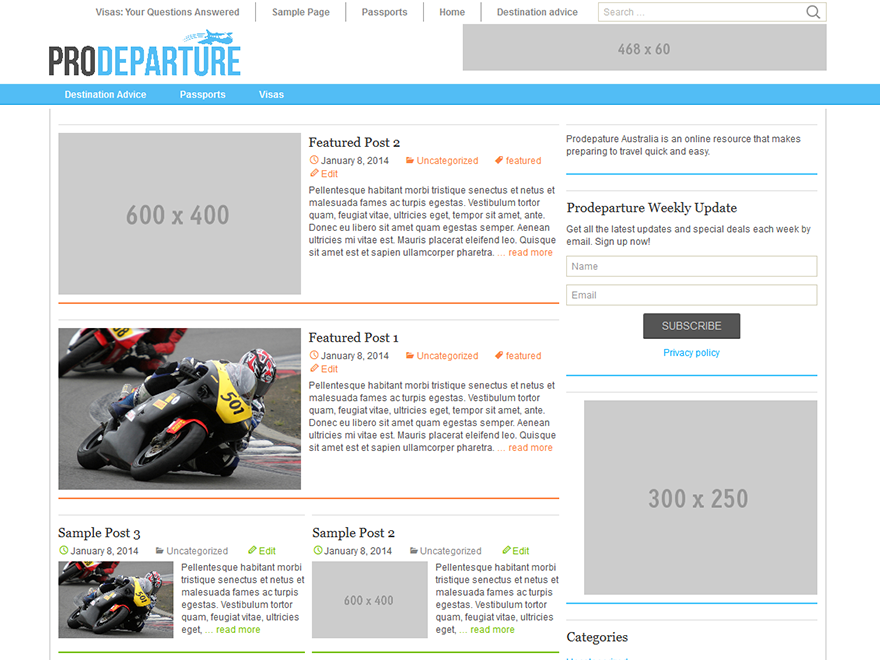 Visas: Your Questions Answered
Sample Page
Passports
Home
Destination advice
Search ...
PRODEPARTURE
468 x 60
Destination Advice
Passports
Visas
600 x 400
Featured Post 2
January 8, 2014 Uncategorized featured
Edit
Pellentesque habitant morbi tristique senectus et netus et
malesuada fames ac turpis egestas. Vestibulum tortor
quam, feugiat vitae, ultricies eget, tempor sit amet, ante.
Donec eu libero sit amet quam egestas semper. Aenean
ultricies mi vitae est. Mauris placerat eleifend leo. Quisque
sit amet est et sapien ullamcorper pharetra. ... read more
501
Featured Post 1
January 8, 2014 Uncategorized featured
Edit
Pellentesque habitant morbi tristique senectus et netus et
malesuada fames ac turpis egestas. Vestibulum tortor
quam, feugiat vitae, ultricies eget, tempor sit amet, ante.
Donec eu libero sit amet quam egestas semper. Aenean
ultricies mi vitae est. Mauris placerat eleifend leo. Quisque
sit amet est et sapien ullamcorper pharetra. ... read more
Sample Post 3
January 8, 2014 Uncategorized Edit
501
Pellentesque habitant morbi
tristique senectus et netus et
malesuada fames ac turpis
egestas. Vestibulum tortor
quam, feugiat vitae, ultricies
eget, ... read more
Sample Post 2
January 8, 2014 Uncategorized Edit
600 x 400
Pellentesque habitant morbi
tristique senectus et netus et
malesuada fames ac turpis
egestas. Vestibulum tortor
quam, feugiat vitae, ultricies
eget, ... read more
Prodepature Australia is an online resource that makes
preparing to travel quick and easy.
Prodeparture Weekly Update
Get all the latest updates and special deals each week by
email. Sign up now!
Name
Email
SUBSCRIBE
Privacy policy
300 x 250
Categories